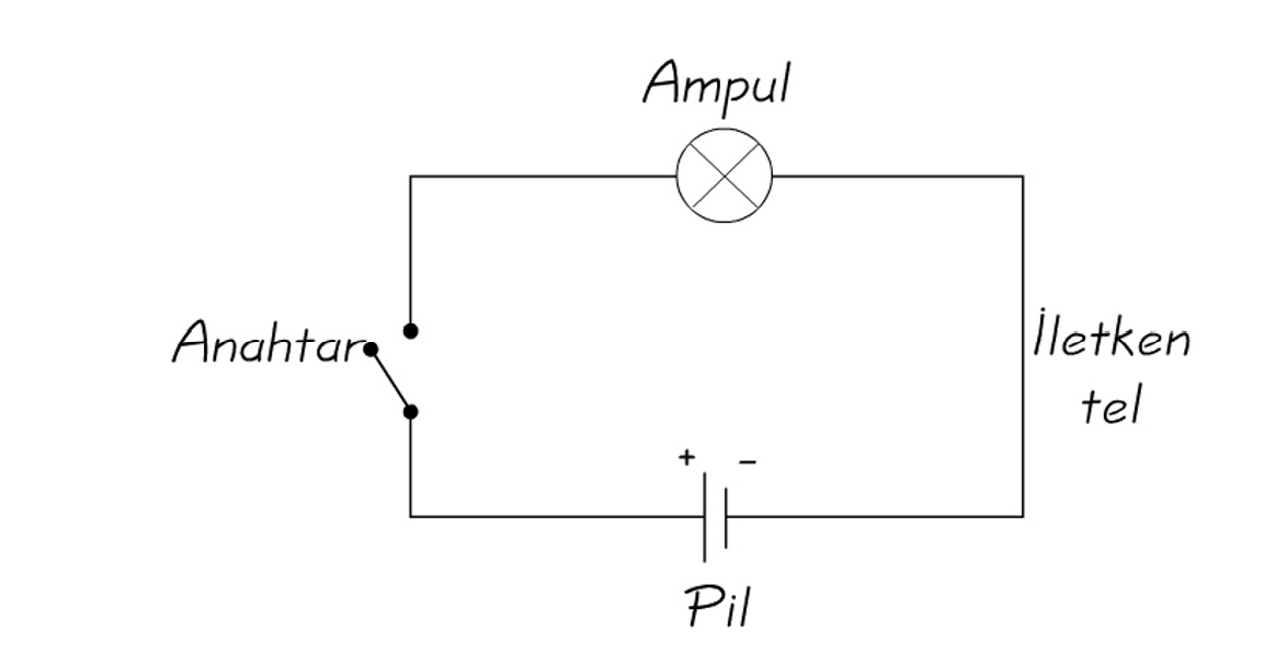 Ampul
Anahtar
İletken
tel
+ −
Pil